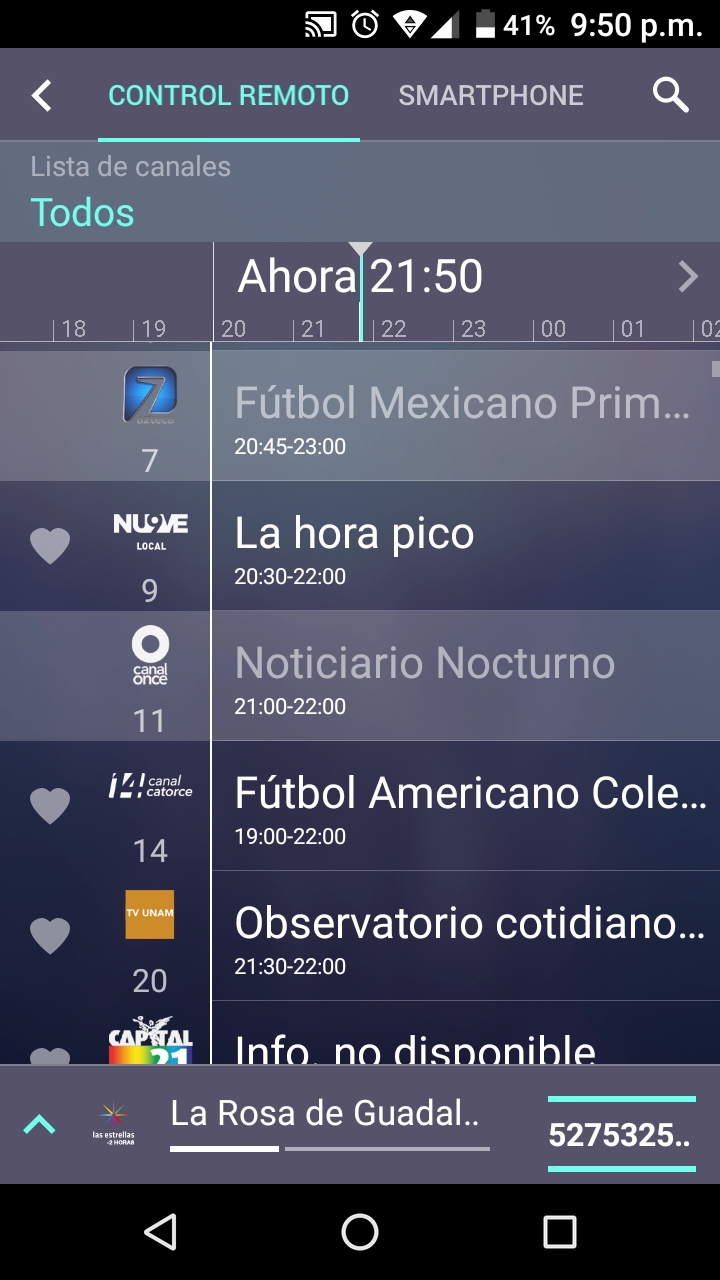 41% 9:50 p.m.
CONTROL REMOTO SMARTPHONE
Lista de canales
Todos
Ahora 21:50
18 19 20 21 22 23 00 01 02
azteca
7
Fútbol Mexicano Prim...
20:45-23:00
NU9VE
LOCAL
9
La hora pico
20:30-22:00
canal
once
11
Noticiario Nocturno
21:00-22:00
14 canal
catorce
14
Fútbol Americano Cole...
19:00-22:00
TV UNAM
20
Observatorio cotidiano...
21:30-22:00
CAPITAL
21
Info. no disponible
las estrellas
-2 HORAS
La Rosa de Guadal..
5275325..